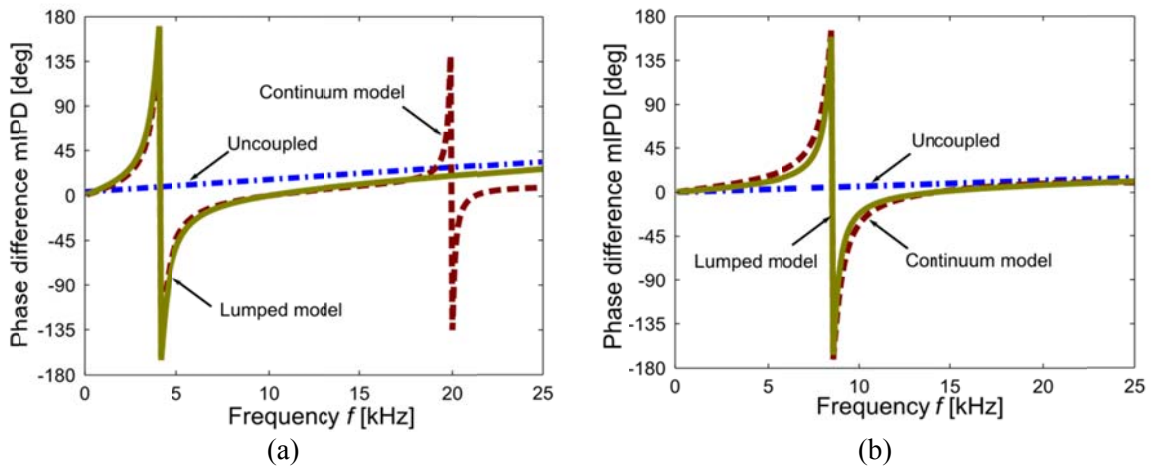 Phase difference mIPD [deg]
180
135
90
45
0
-45
-90
-135
-180
Continuum model
Uncoupled
Lumped model
0 5 10 15 20 25
Frequency f [kHz]
(a)
Phase difference mIPD [deg]
180
135
90
45
0
-45
-90
-135
-180
Uncoupled
Lumped model
Continuum model
0 5 10 15 20 25
Frequency f [kHz]
(b)